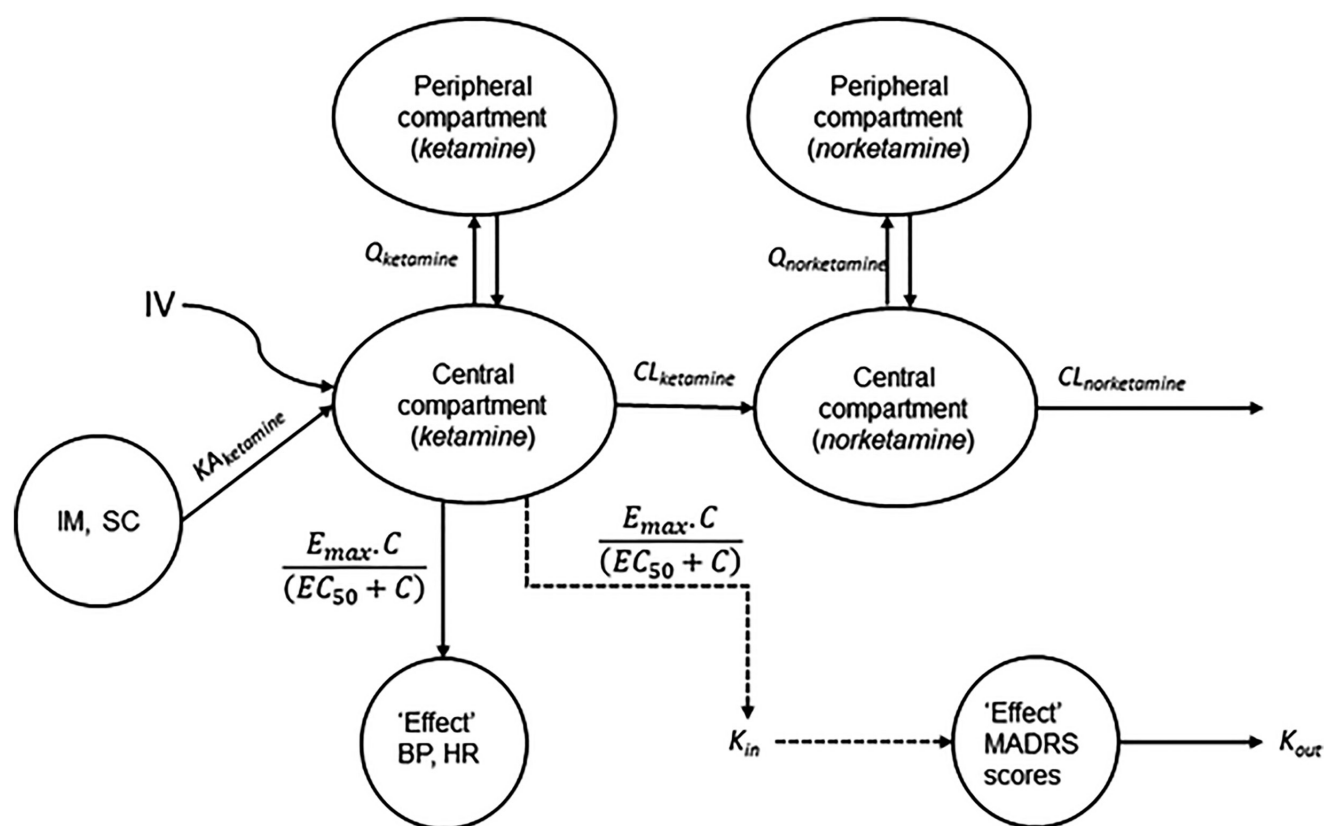 Peripheral
compartment
(ketamine)
Peripheral
compartment
(norketamine)
Qketamine
Qnorketamine
IV
Central
compartment
(ketamine)
CLketamine
Central
compartment
(norketamine)
CLnorketamine
KAketamine
IM, SC
Emax. C
(EC50 + C)
Emax. C
(EC50 + C)
'Effect'
BP, HR
Kin
'Effect'
MADRS
scores
Kout